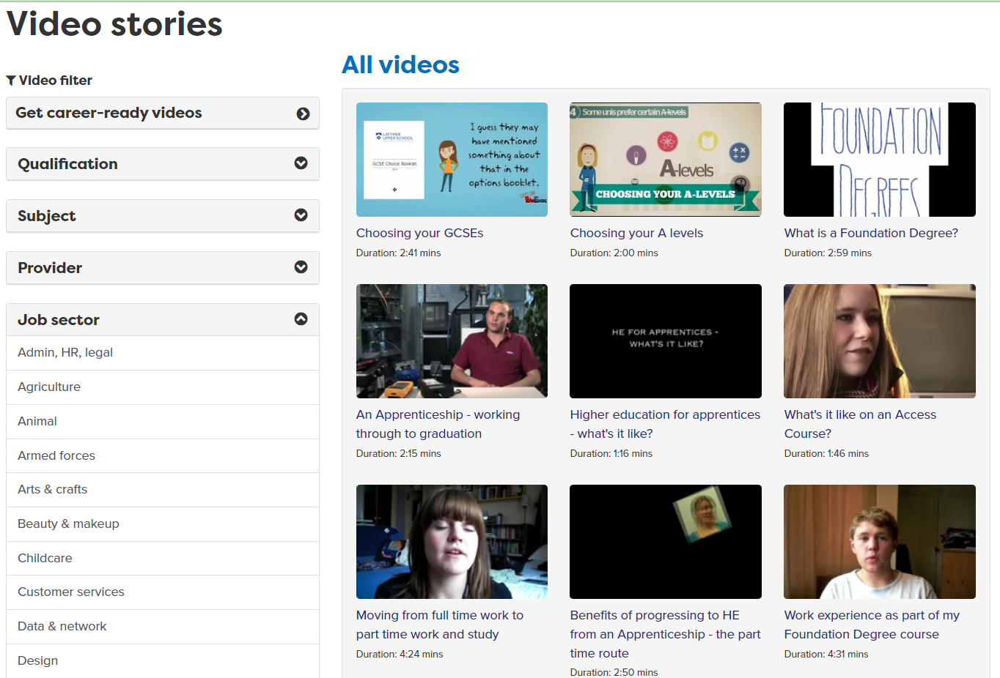 Video stories
Video filter
Get career-ready videos
Qualification
Subject
Provider
Job sector
Admin, HR, legal
Agriculture
Animal
Armed forces
Arts & crafts
Beauty & makeup
Childcare
Customer services
Data & network
Design
All videos
LATYMER
UPPER SCHOOL
GCSE Choice Booklet
I guess they may
have mentioned
something about
that in the
options booklet.
Choosing your GCSEs
Duration: 2:41 mins
4 Some unis prefer certain A-levels
A-levels
CHOOSING YOUR A-LEVELS
Choosing your A levels
Duration: 2:00 mins
FOUNDATION
DEGREES
What is a Foundation Degree?
Duration: 2:59 mins
An Apprenticeship - working
through to graduation
Duration: 2:15 mins
HE FOR APPRENTICES -
WHAT'S IT LIKE?
Higher education for apprentices
- what's it like?
Duration: 1:16 mins
What's it like on an Access
Course?
Duration: 1:46 mins
Moving from full time work to
part time work and study
Duration: 4:24 mins
Benefits of progressing to HE
from an Apprenticeship - the part
time route
Duration: 2:50 mins
Work experience as part of my
Foundation Degree course
Duration: 4:31 mins